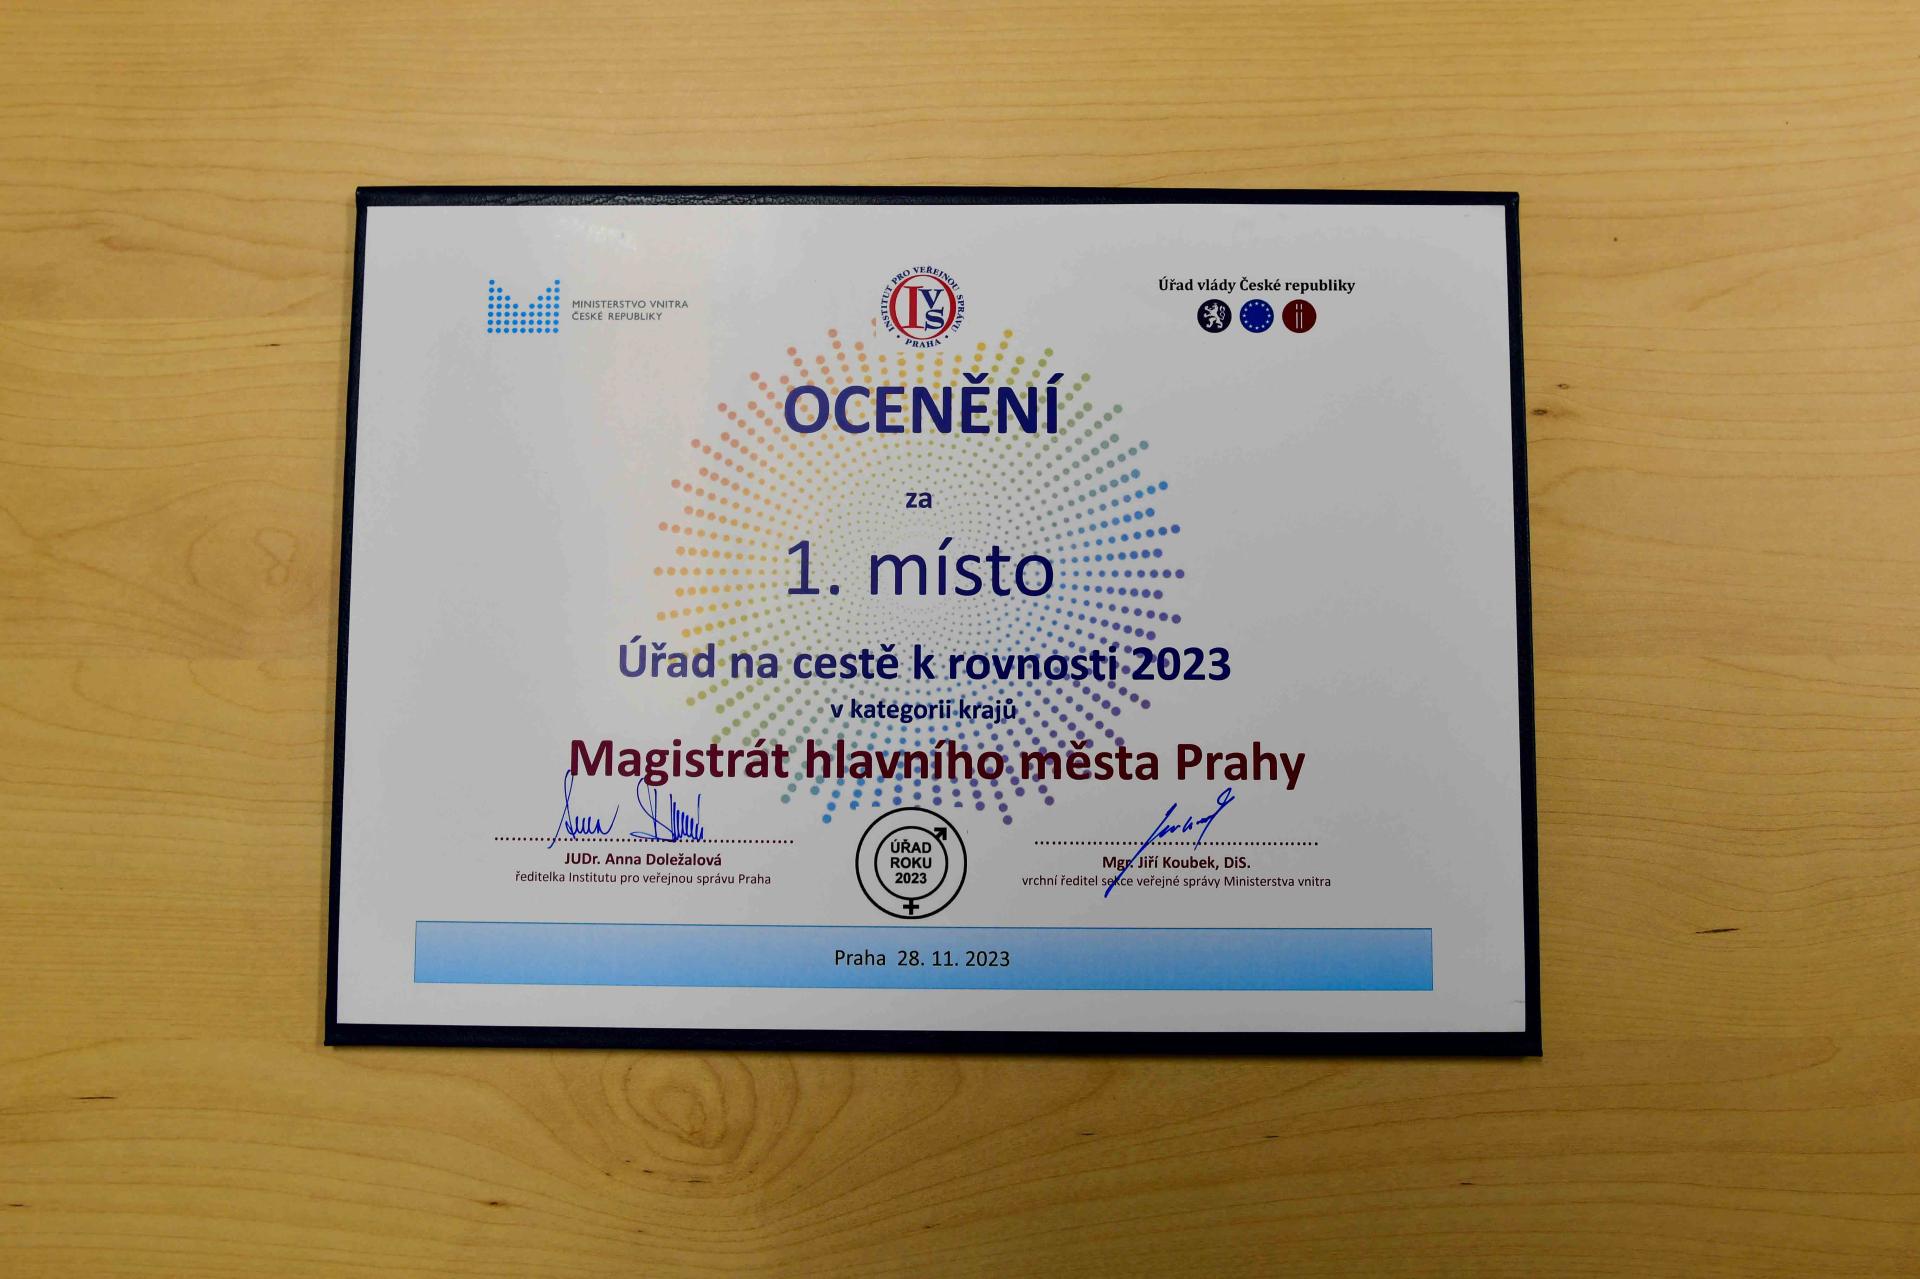 MINISTERSTVO VNITRA
ČESKÉ REPUBLIKY
INSTITUT PRO VEŘEJNOU SPRÁVU
PRAHA
IVS
Úřad vlády České republiky
OCENĚNÍ
za
1. místo
Úřad na cestě k rovnosti 2023
v kategorii krajů
Magistrát hlavního města Prahy
JUDr. Anna Doležalová
ředitelka Institutu pro veřejnou správu Praha
ÚŘAD
ROKU
2023
Mgr. Jiří Koubek, DiS.
vrchní ředitel sekce veřejné správy Ministerstva vnitra
Praha 28. 11. 2023